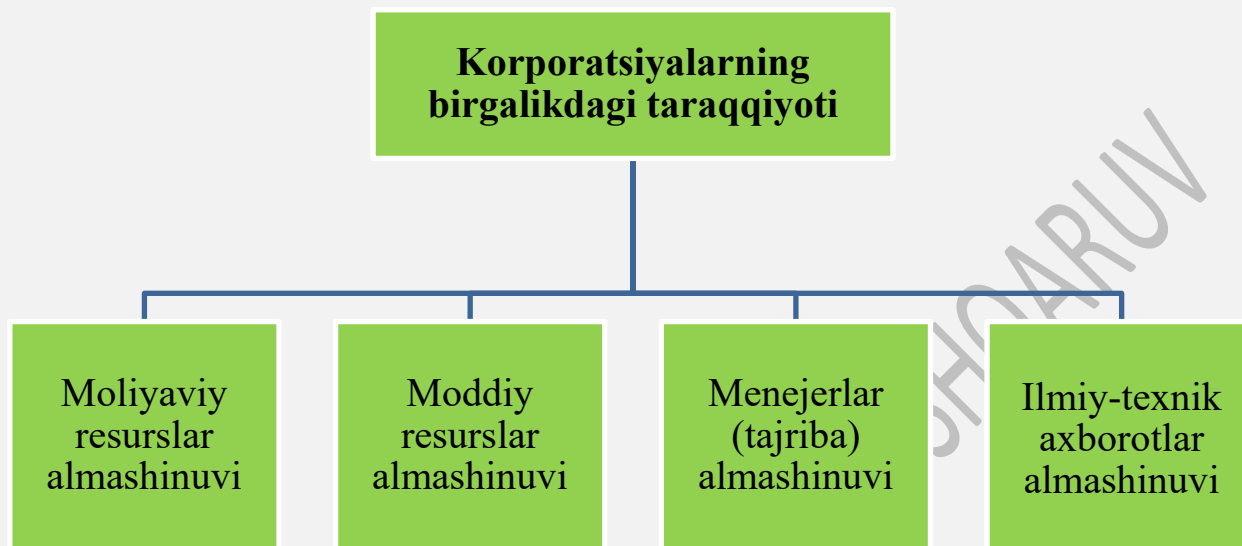 Korporatsiyalarning
birgalikdagi taraqqiyoti
Moliyaviy
resurslar
almashinuvi
Moddiy
resurslar
almashinuvi
Menejerlar
(tajriba)
almashinuvi
Ilmiy-texnik
axborotlar
almashinuvi